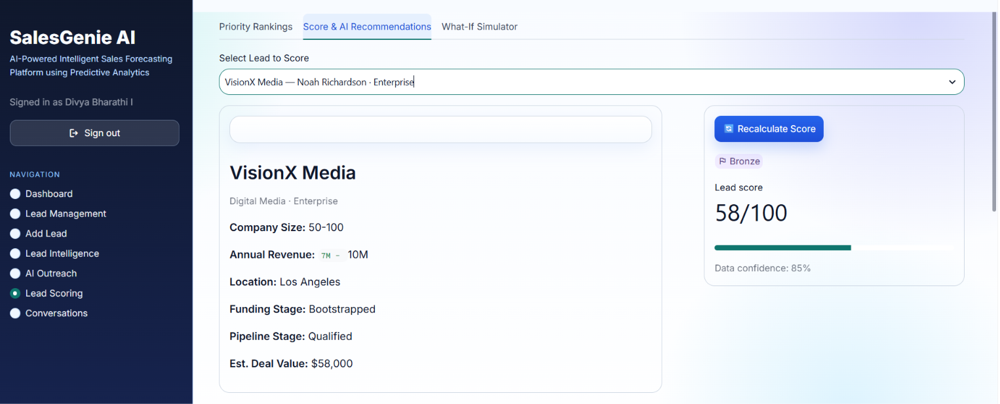 SalesGenie AI
AI-Powered Intelligent Sales Forecasting
Platform using Predictive Analytics
Signed in as Divya Bharathi I
Sign out
NAVIGATION
Dashboard
Lead Management
Add Lead
Lead Intelligence
AI Outreach
Lead Scoring
Conversations
Priority Rankings
Score & AI Recommendations
What-If Simulator
Select Lead to Score
VisionX Media — Noah Richardson · Enterprise
VisionX Media
Digital Media · Enterprise
Company Size: 50-100
Annual Revenue: 7M - 10M
Location: Los Angeles
Funding Stage: Bootstrapped
Pipeline Stage: Qualified
Est. Deal Value: $58,000
Recalculate Score
Bronze
Lead score
58/100
Data confidence: 85%